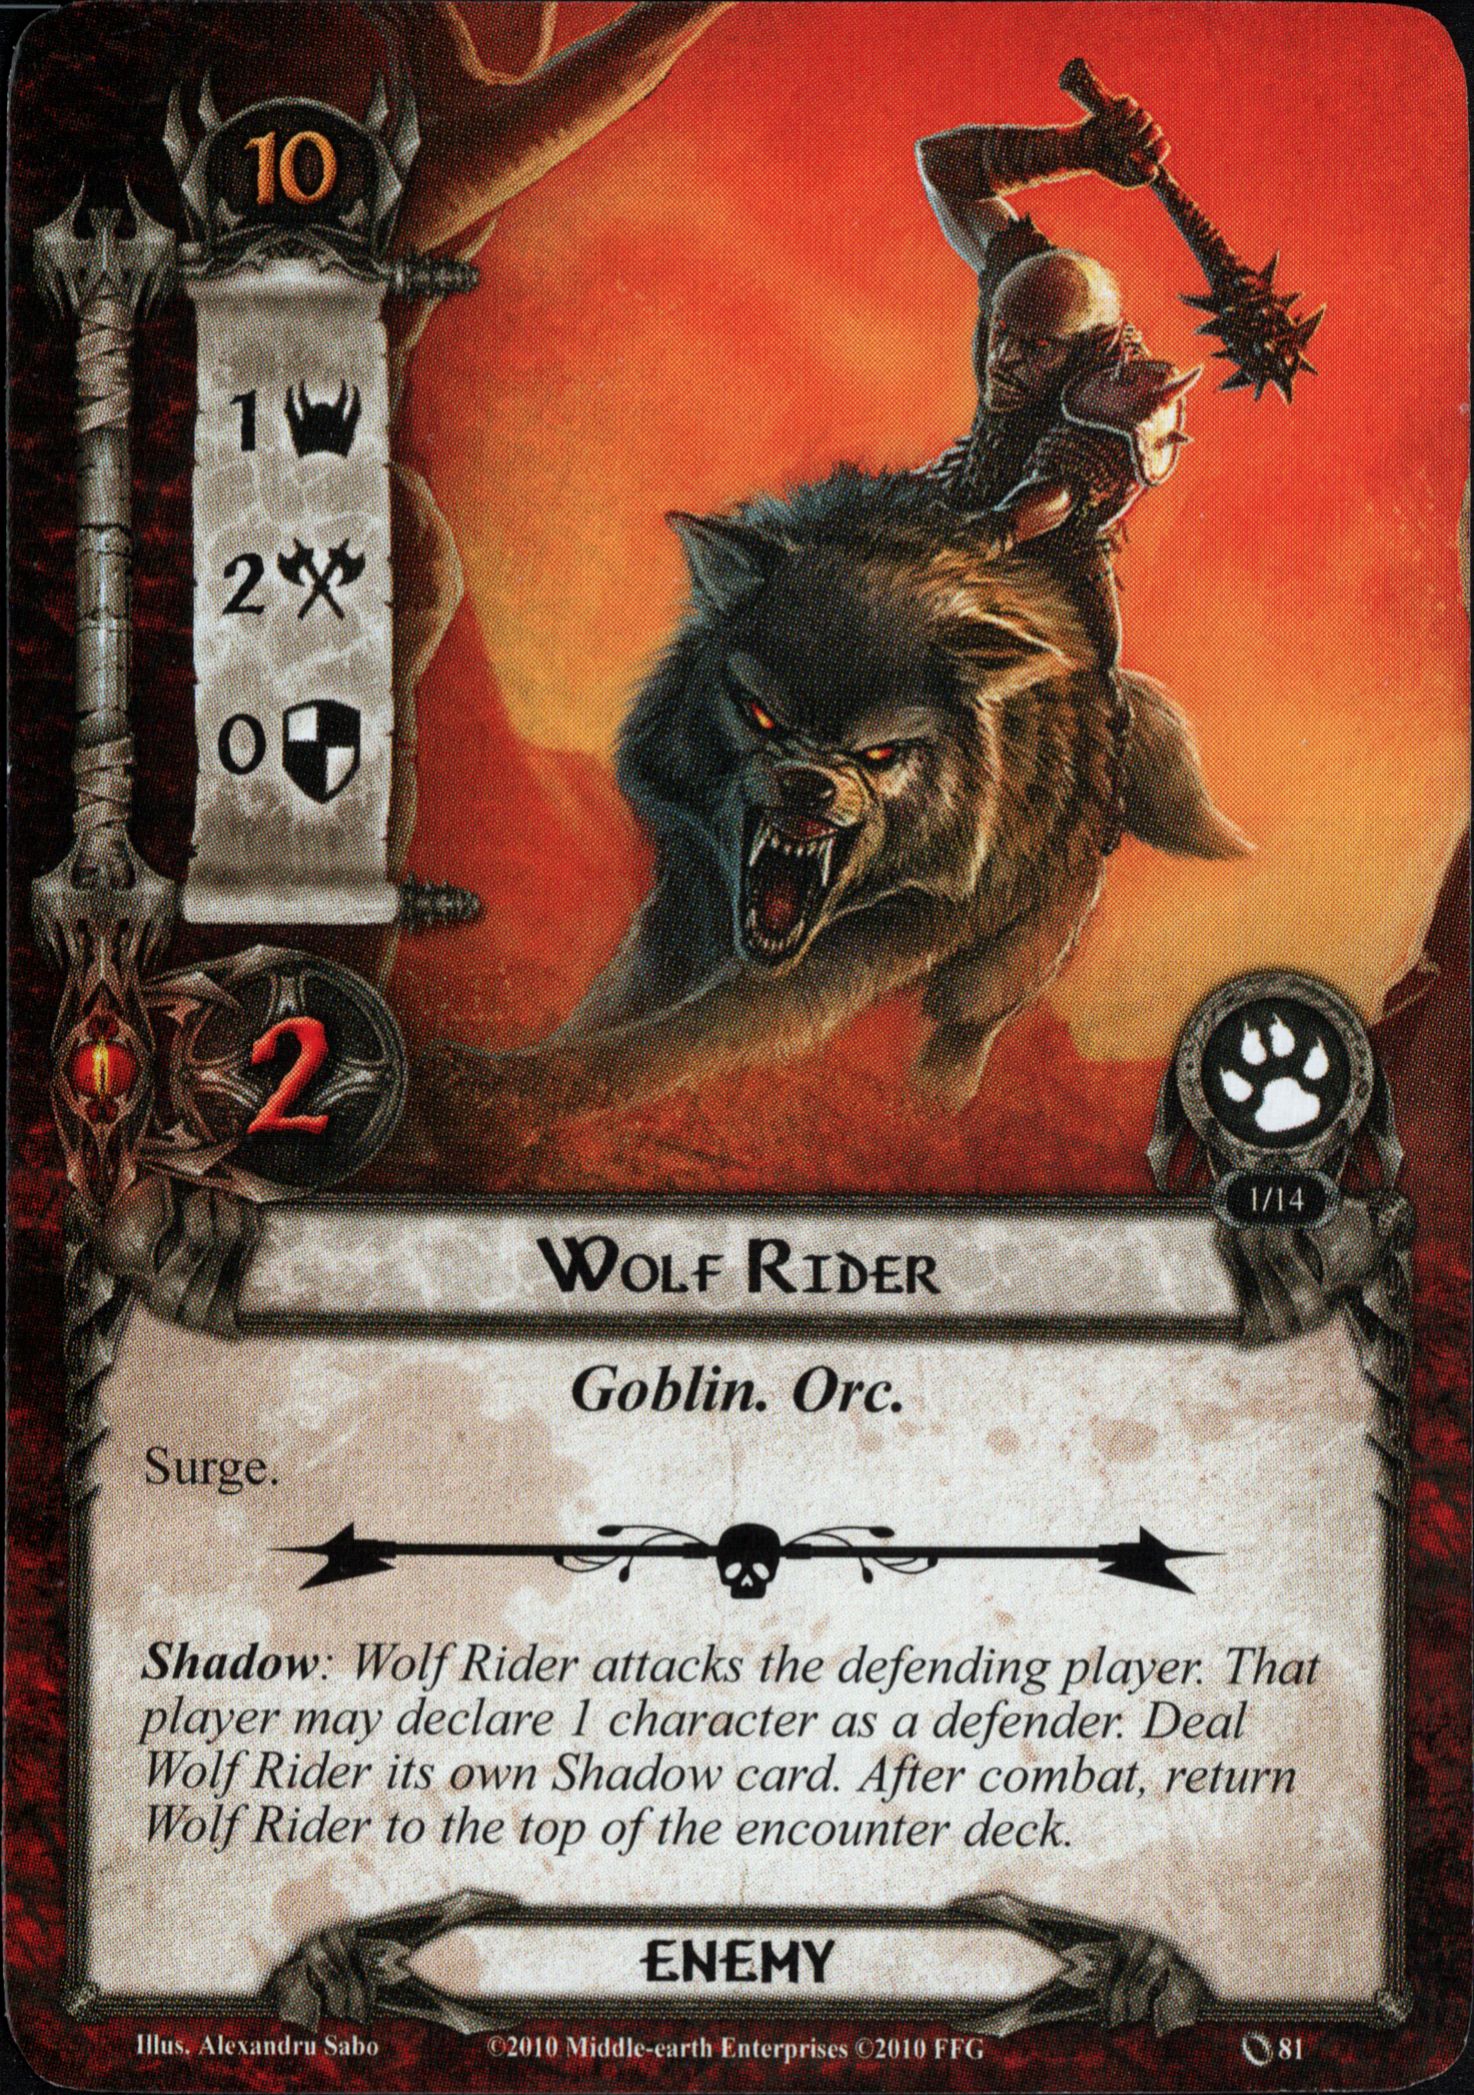 10
1
2
0
2
1/14
Wolf Rider
Goblin. Orc.
Surge.
Shadow: Wolf Rider attacks the defending player. That
player may declare 1 character as a defender. Deal
Wolf Rider its own Shadow card. After combat, return
Wolf Rider to the top of the encounter deck.
ENEMY
Illus. Alexandru Sabo ©2010 Middle-earth Enterprises ©2010 FFG 81